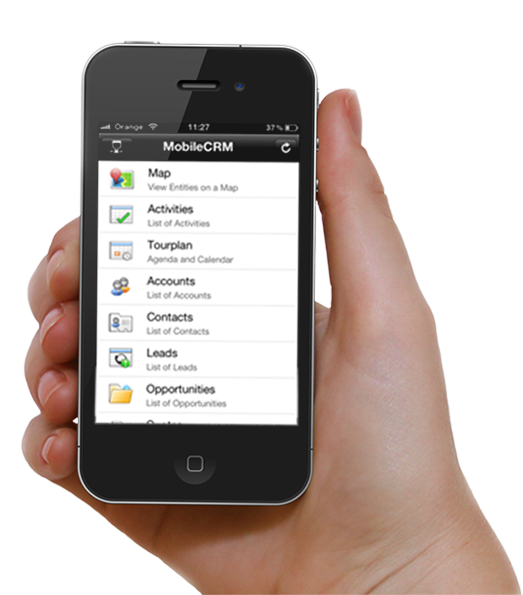 Orange 11:27 37%
MobileCRM
Map
View Entities on a Map
Activities
List of Activities
Tourplan
Agenda and Calendar
Accounts
List of Accounts
Contacts
List of Contacts
Leads
List of Leads
Opportunities
List of Opportunities